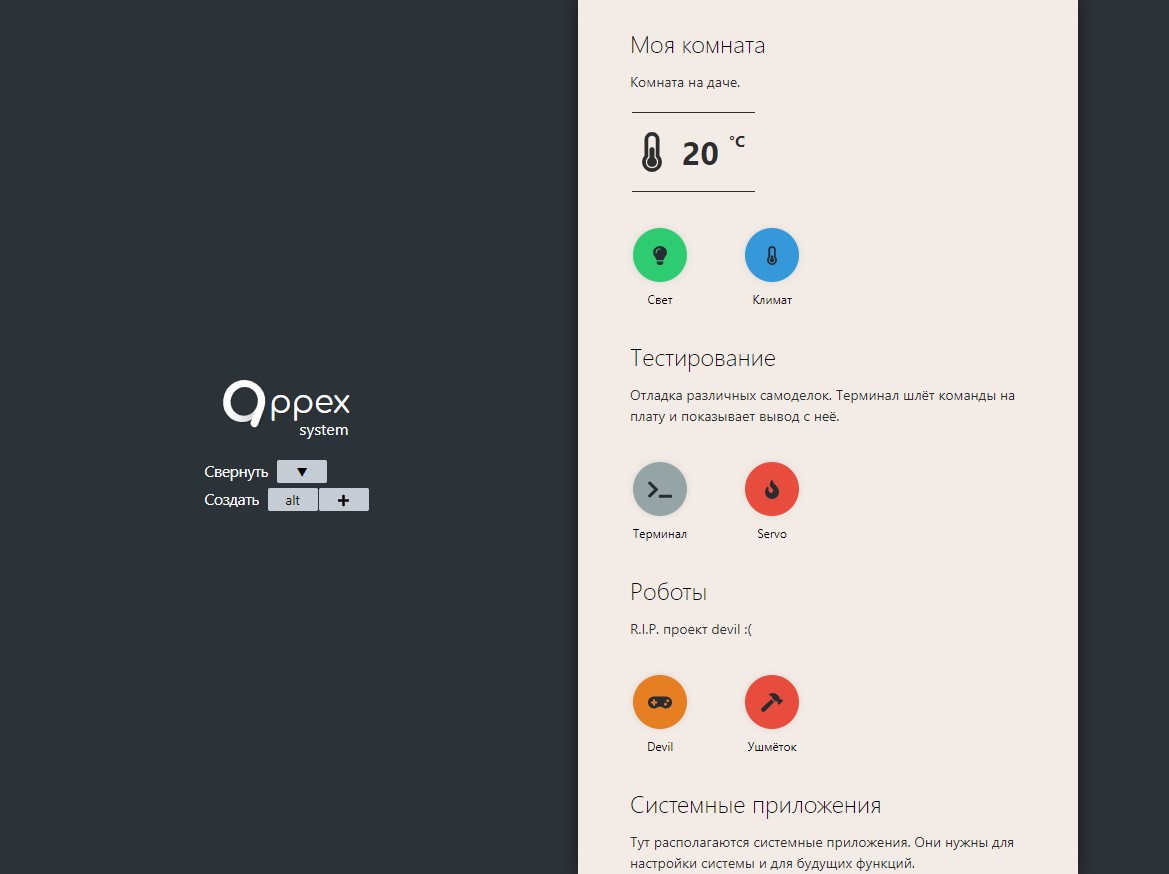 appex
system
Свернуть ▼
Создать alt +
Моя комната
Комната на даче.
20 °C
Свет Климат
Тестирование
Отладка различных самоделок. Терминал шлёт команды на
плату и показывает вывод с неё.
Терминал Servo
Роботы
R.I.P. проект devil :(
Devil Ушмёток
Системные приложения
Тут располагаются системные приложения. Они нужны для
настройки системы и для будущих функций.